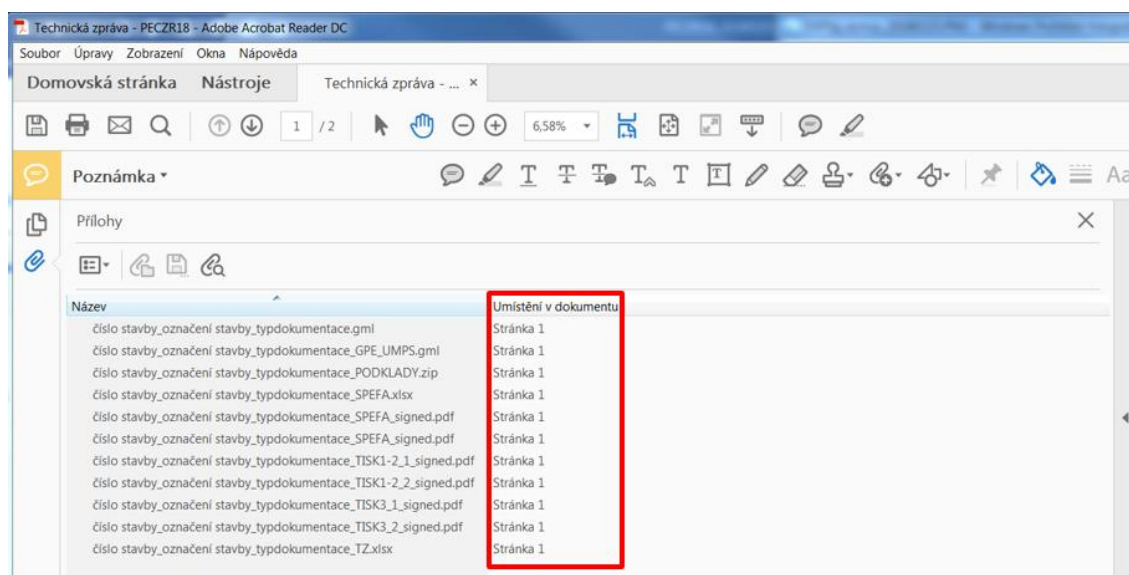 Technická zpráva - PECZR18 - Adobe Acrobat Reader DC
Soubor Úpravy Zobrazení Okna Nápověda
Domovská stránka Nástroje Technická zpráva - ... ×
1 / 2 6,58%
Poznámka
Přílohy
Název Umístění v dokumentu
číslo stavby_označení stavby_typdokumentace.gml Stránka 1
číslo stavby_označení stavby_typdokumentace_GPE_UMPS.gml Stránka 1
číslo stavby_označení stavby_typdokumentace_PODKLADY.zip Stránka 1
číslo stavby_označení stavby_typdokumentace_SPEFA.xlsx Stránka 1
číslo stavby_označení stavby_typdokumentace_SPEFA_signed.pdf Stránka 1
číslo stavby_označení stavby_typdokumentace_SPEFA_signed.pdf Stránka 1
číslo stavby_označení stavby_typdokumentace_TISK1-2_1_signed.pdf Stránka 1
číslo stavby_označení stavby_typdokumentace_TISK1-2_2_signed.pdf Stránka 1
číslo stavby_označení stavby_typdokumentace_TISK3_1_signed.pdf Stránka 1
číslo stavby_označení stavby_typdokumentace_TISK3_2_signed.pdf Stránka 1
číslo stavby_označení stavby_typdokumentace_TZ.xlsx Stránka 1